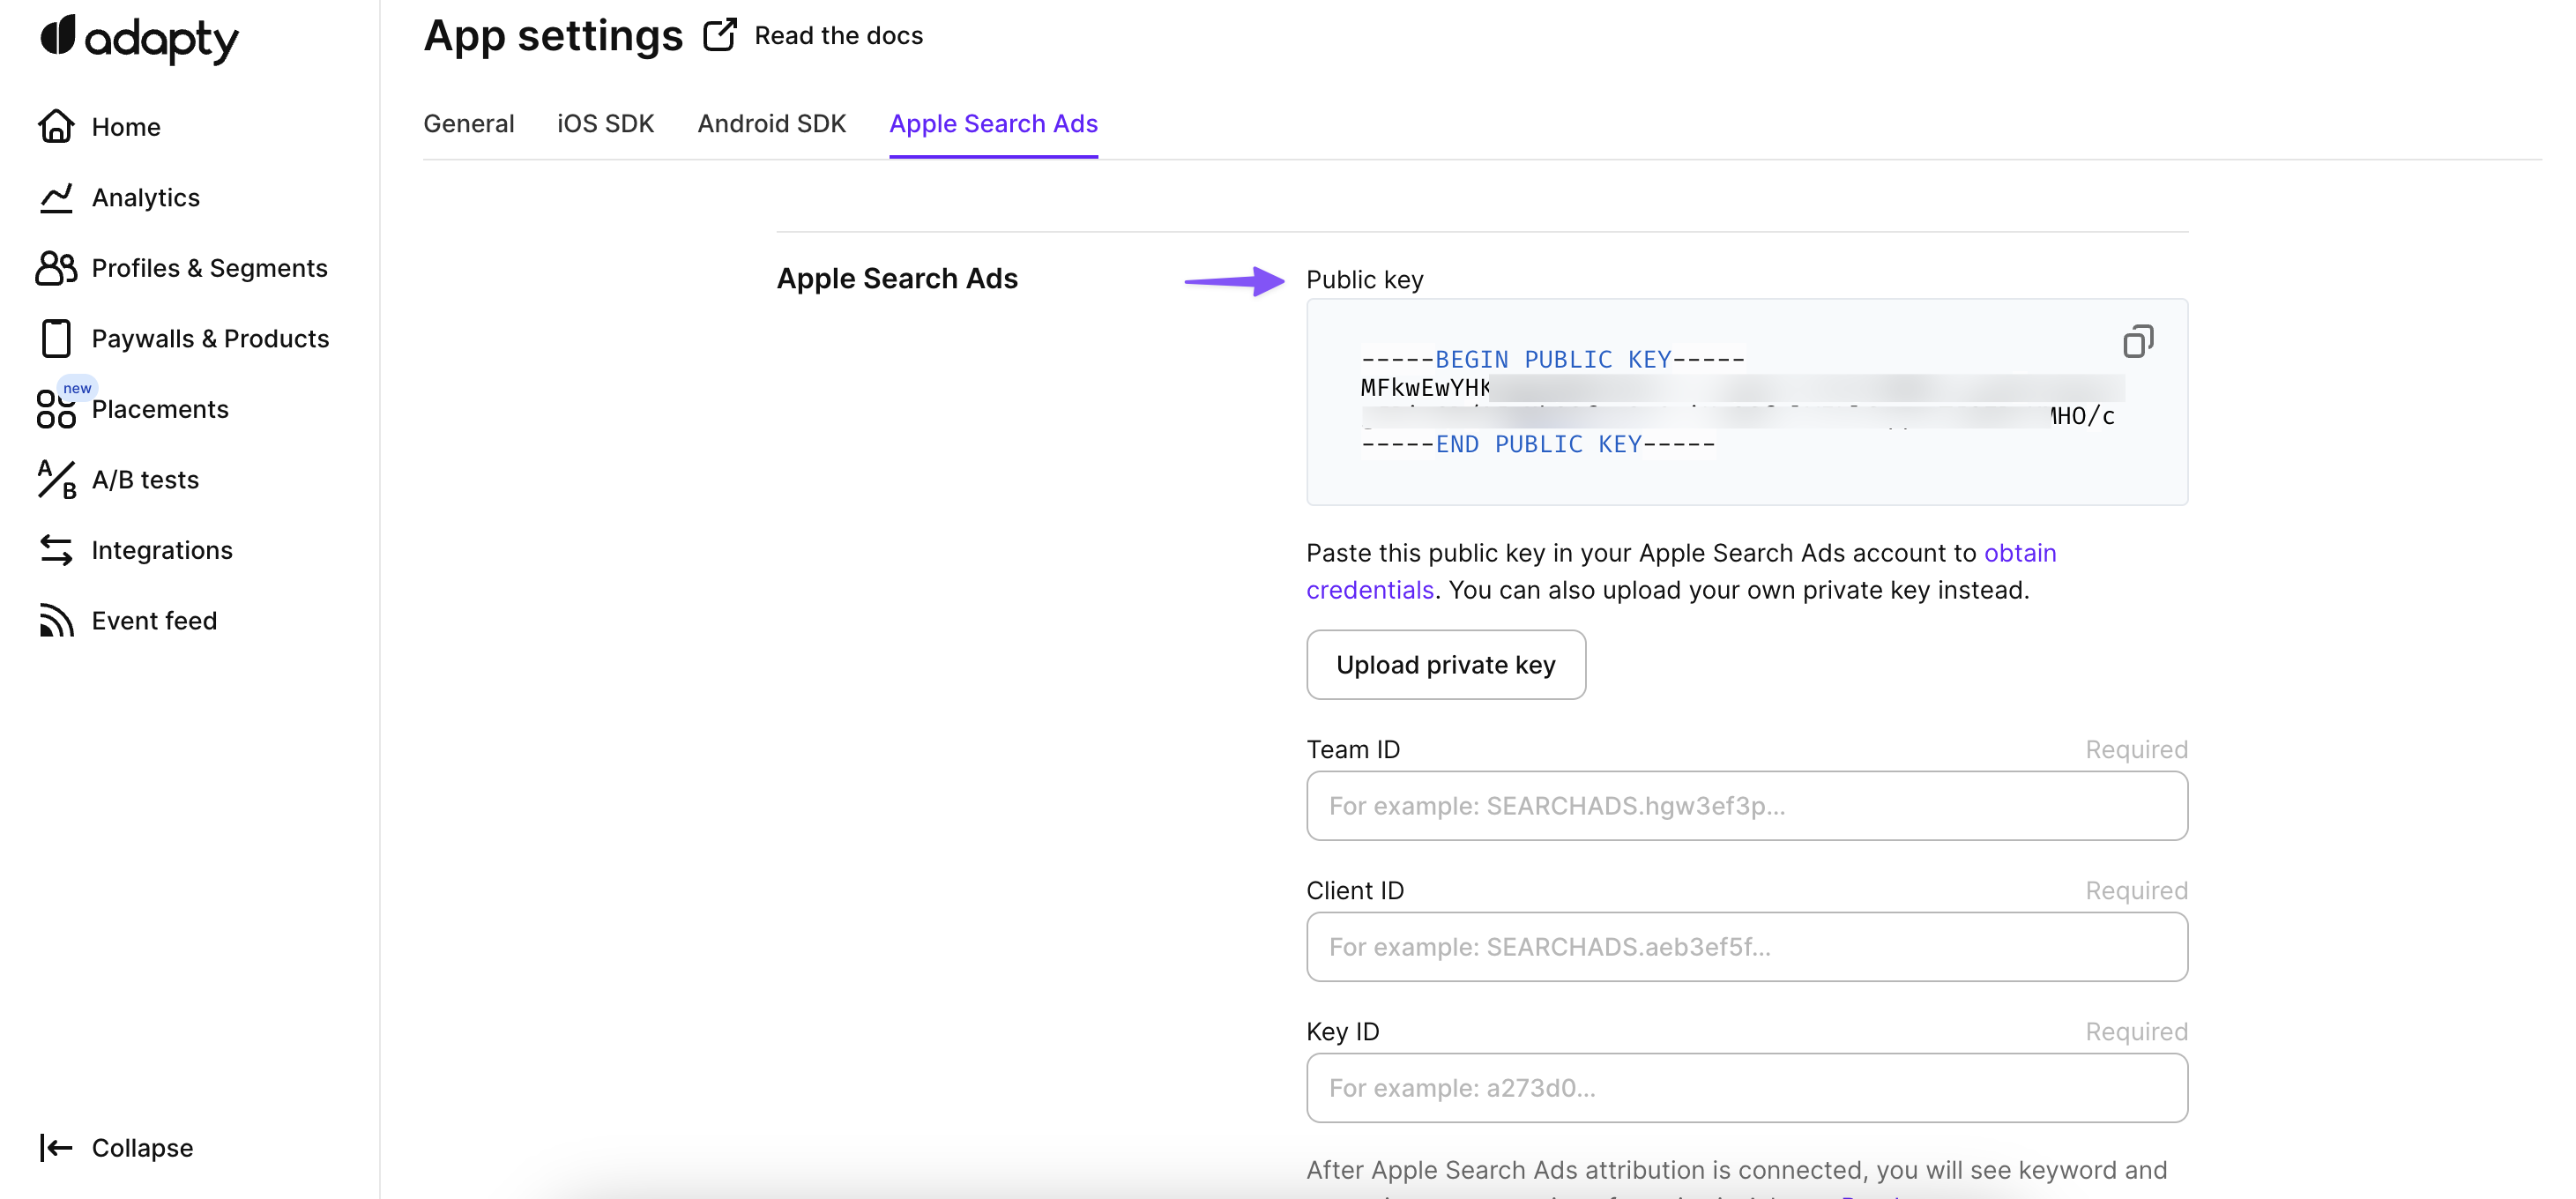 adapty
Home
Analytics
Profiles & Segments
Paywalls & Products
new
Placements
A/B tests
Integrations
Event feed
Collapse
App settings Read the docs
General iOS SDK Android SDK Apple Search Ads
Apple Search Ads
Public key
-----BEGIN PUBLIC KEY-----
MFkwEwYHK
MHO/c
-----END PUBLIC KEY-----
Paste this public key in your Apple Search Ads account to obtain
credentials. You can also upload your own private key instead.
Upload private key
Team ID Required
For example: SEARCHADS.hgw3ef3p...
Client ID Required
For example: SEARCHADS.aeb3ef5f...
Key ID Required
For example: a273d0...
After Apple Search Ads attribution is connected, you will see keyword and